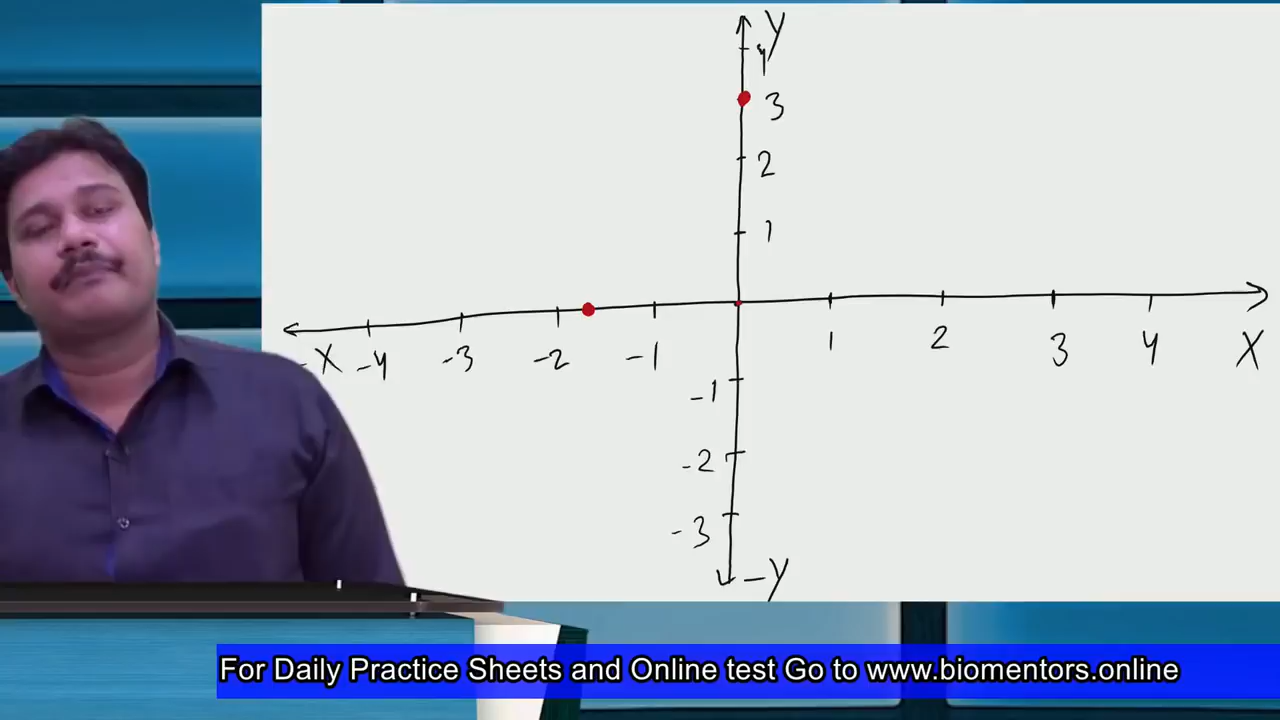 Y
4
3
2
1
-X -4 -3 -2 -1 1 2 3 4 X
-1
-2
-3
-Y
For Daily Practice Sheets and Online test Go to www.biomentors.online